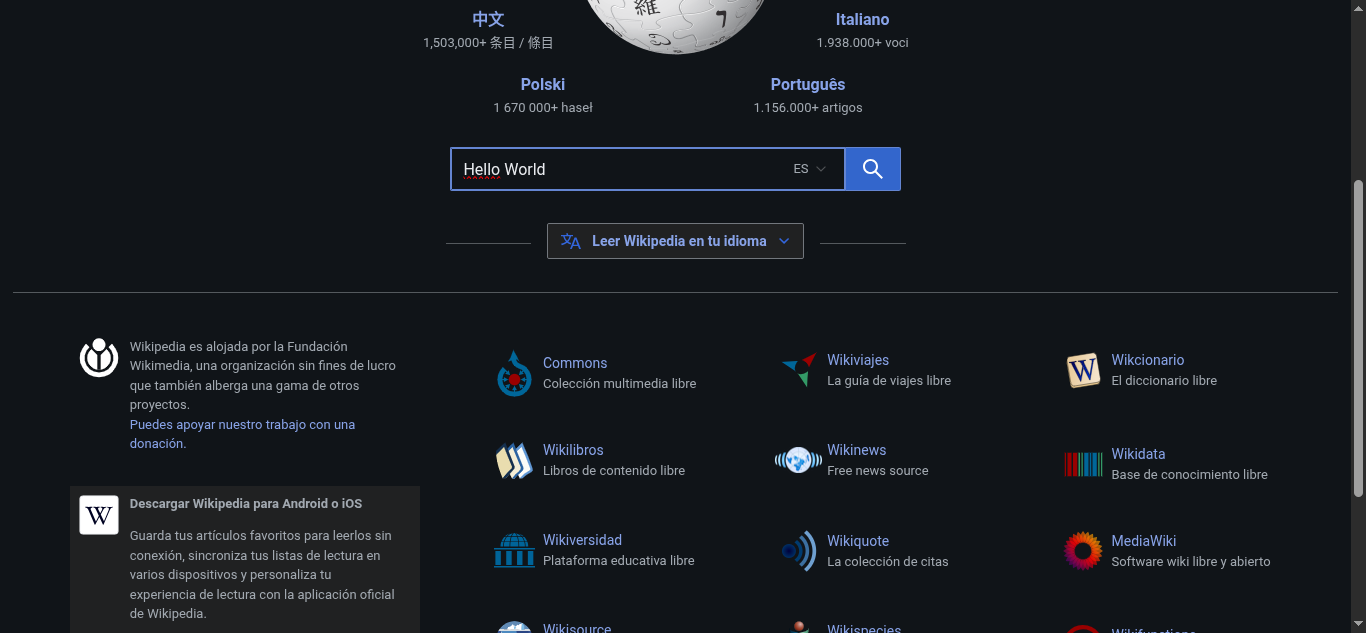 中文
1,503,000+ 条目 / 條目
Italiano
1.938.000+ voci
Polski
1 670 000+ haseł
Português
1.156.000+ artigos
Hello World
ES
Leer Wikipedia en tu idioma
Wikipedia es alojada por la Fundación
Wikimedia, una organización sin fines de lucro
que también alberga una gama de otros
proyectos.
Puedes apoyar nuestro trabajo con una
donación.
Descargar Wikipedia para Android o iOS
Guarda tus artículos favoritos para leerlos sin
conexión, sincroniza tus listas de lectura en
varios dispositivos y personaliza tu
experiencia de lectura con la aplicación oficial
de Wikipedia.
Commons
Colección multimedia libre
Wikiviajes
La guía de viajes libre
Wikcionario
El diccionario libre
Wikilibros
Libros de contenido libre
Wikinews
Free news source
Wikidata
Base de conocimiento libre
Wikiversidad
Plataforma educativa libre
Wikiquote
La colección de citas
MediaWiki
Software wiki libre y abierto
Wikisource
Wikispecies
Wikifunctions